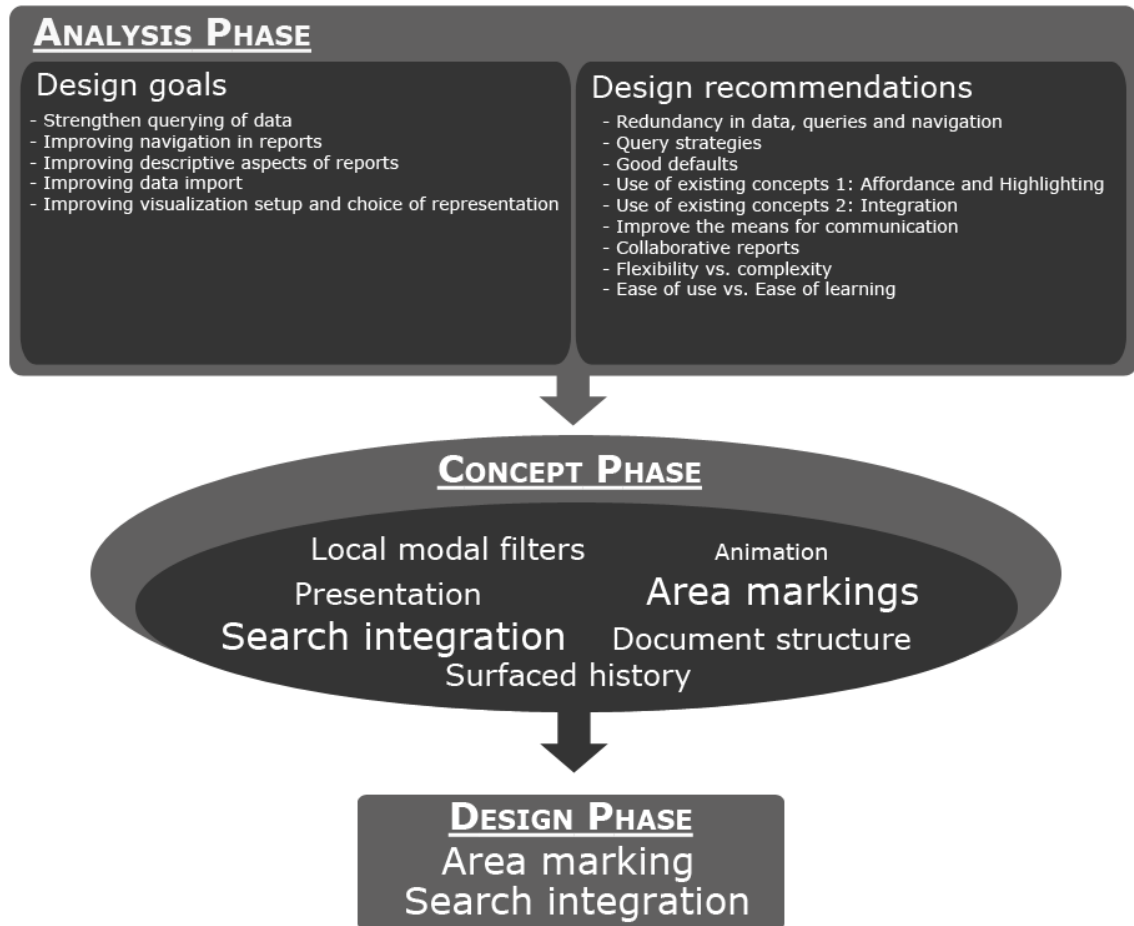 ANALYSIS PHASE
Design goals
- Strengthen querying of data
- Improving navigation in reports
- Improving descriptive aspects of reports
- Improving data import
- Improving visualization setup and choice of representation
Design recommendations
- Redundancy in data, queries and navigation
- Query strategies
- Good defaults
- Use of existing concepts 1: Affordance and Highlighting
- Use of existing concepts 2: Integration
- Improve the means for communication
- Collaborative reports
- Flexibility vs. complexity
- Ease of use vs. Ease of learning
CONCEPT PHASE
Local modal filters
Animation
Presentation
Area markings
Search integration
Document structure
Surfaced history
DESIGN PHASE
Area marking
Search integration